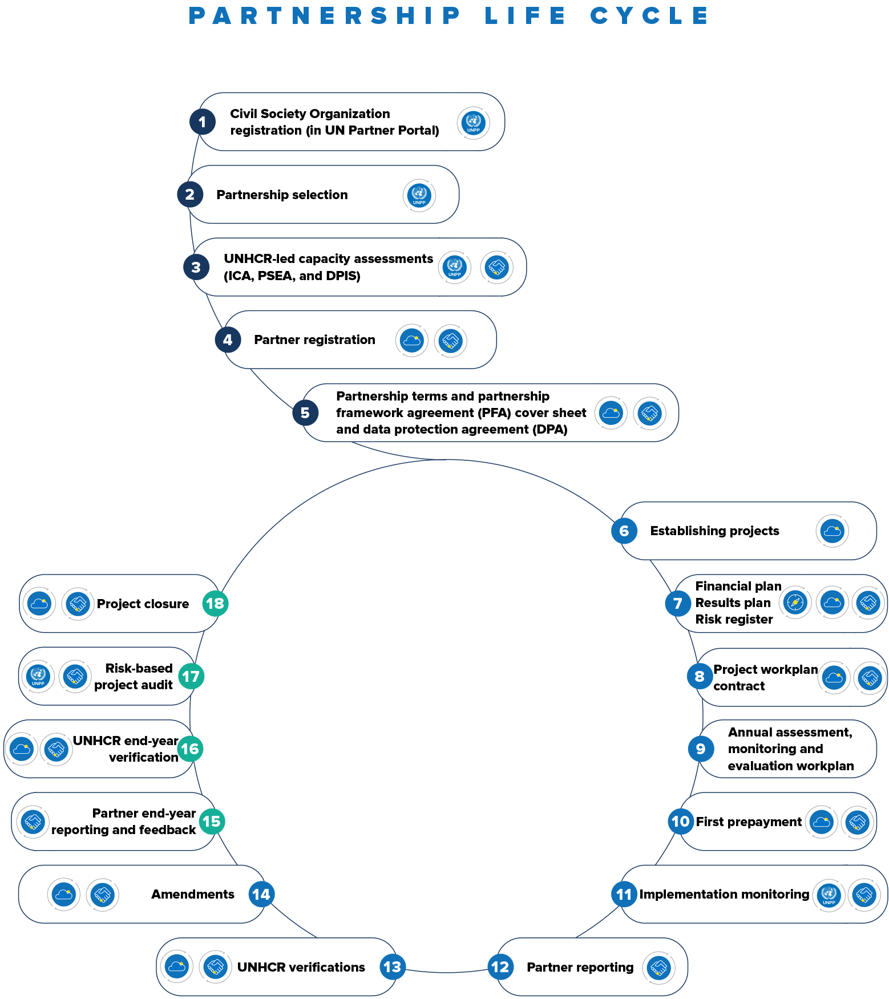 PARTNERSHIP LIFE CYCLE
1
Civil Society Organization
registration (in UN Partner Portal)
UNPP
2
Partnership selection
UNPP
3
UNHCR-led capacity assessments
(ICA, PSEA, and DPIS)
UNPP
4
Partner registration
5
Partnership terms and partnership
framework agreement (PFA) cover sheet
and data protection agreement (DPA)
6
Establishing projects
7
Financial plan
Results plan
Risk register
8
Project workplan
contract
9
Annual assessment,
monitoring and
evaluation workplan
10
First prepayment
11
Implementation monitoring
UNPP
12
Partner reporting
13
UNHCR verifications
14
Amendments
15
Partner end-year
reporting and feedback
16
UNHCR end-year
verification
17
Risk-based
project audit
UNPP
18
Project closure